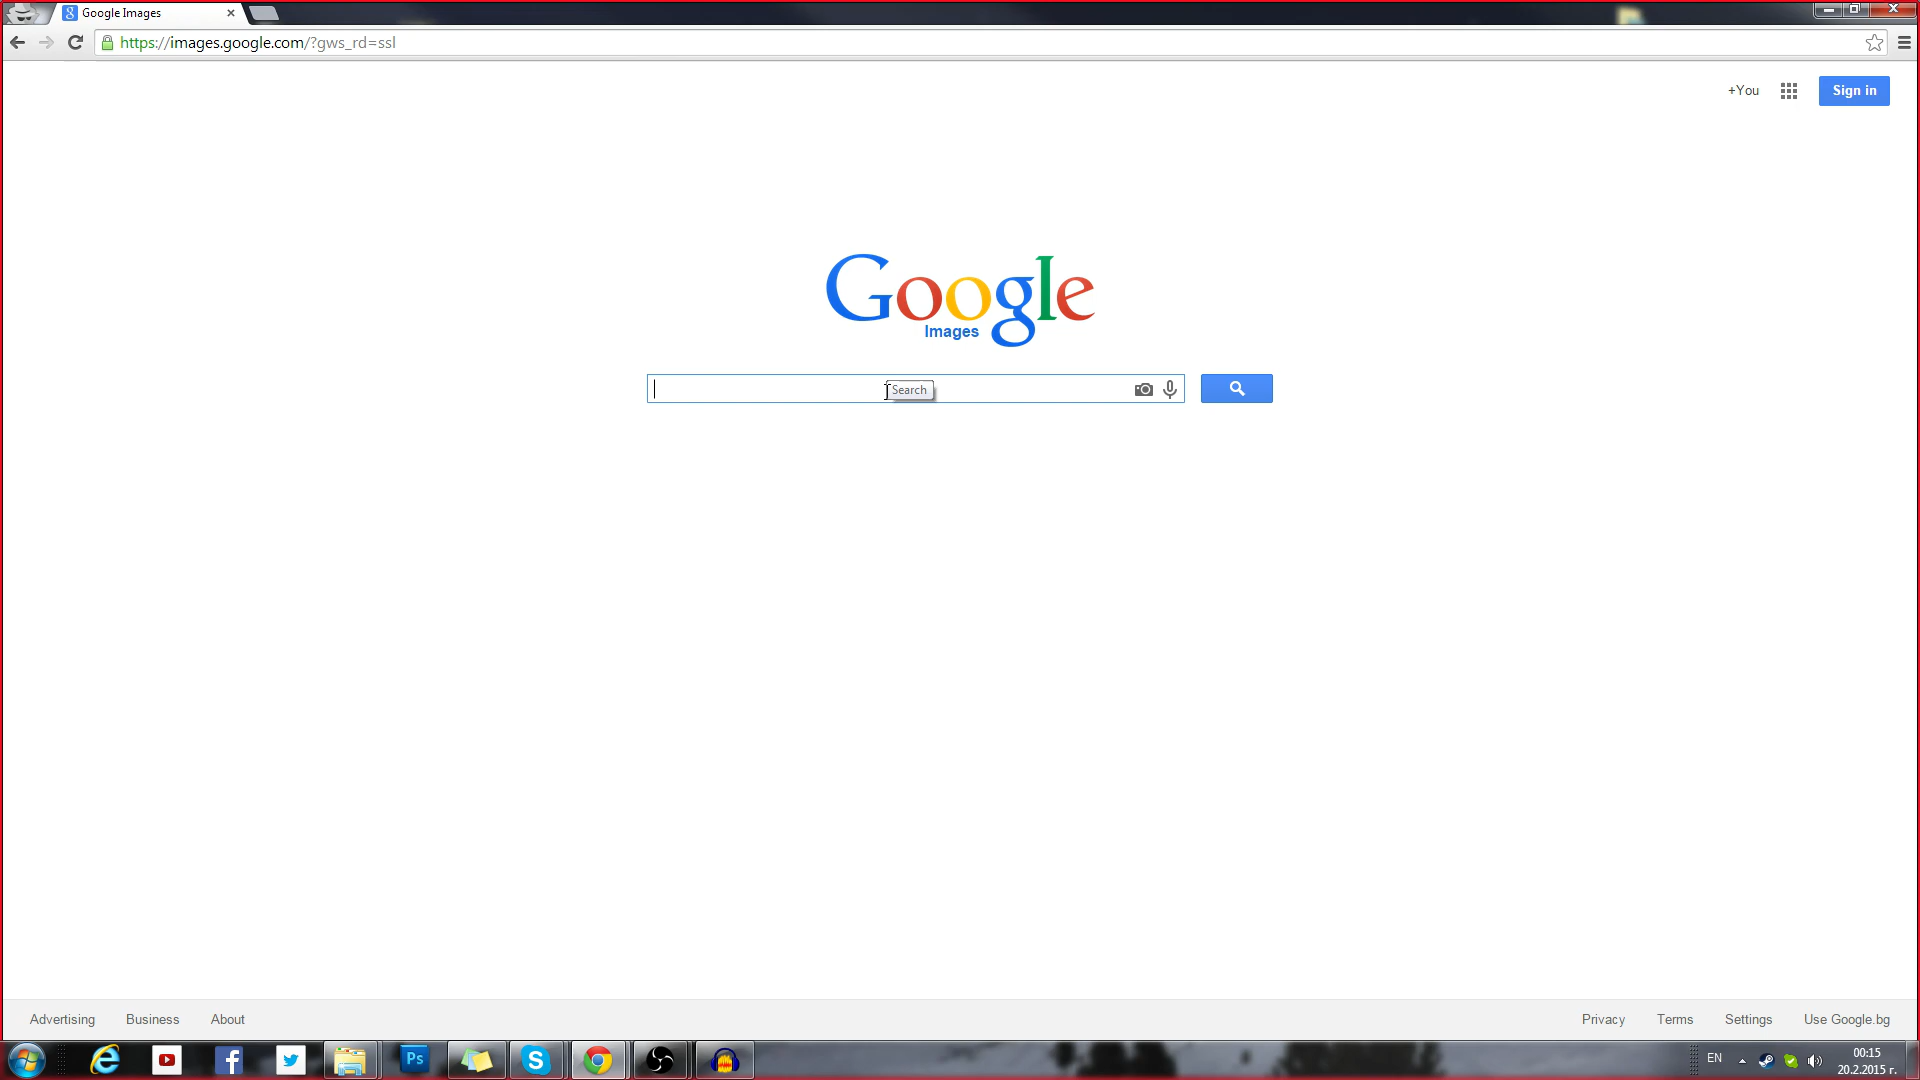 Google Images
https://images.google.com/?gws_rd=ssl
+You
Sign in
Google
Images
Search
Advertising
Business
About
Privacy
Terms
Settings
Use Google.bg
Ps
EN
00:15
20.2.2015 г.